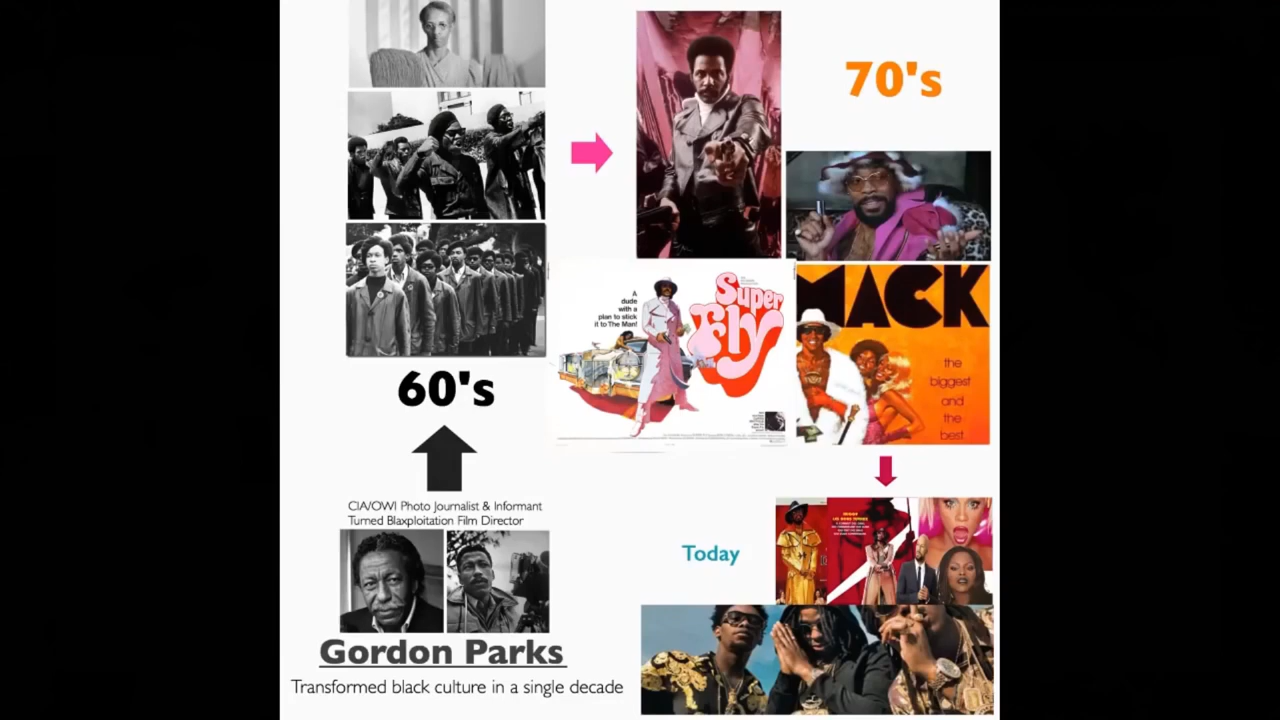 70's
A
dude
with a
plan to stick
it to The Man!
Super
Fly
MACK
the
biggest
and
the
best
60's
CIA/OWI Photo Journalist & Informant
Turned Blaxploitation Film Director
Gordon Parks
Transformed black culture in a single decade
Today